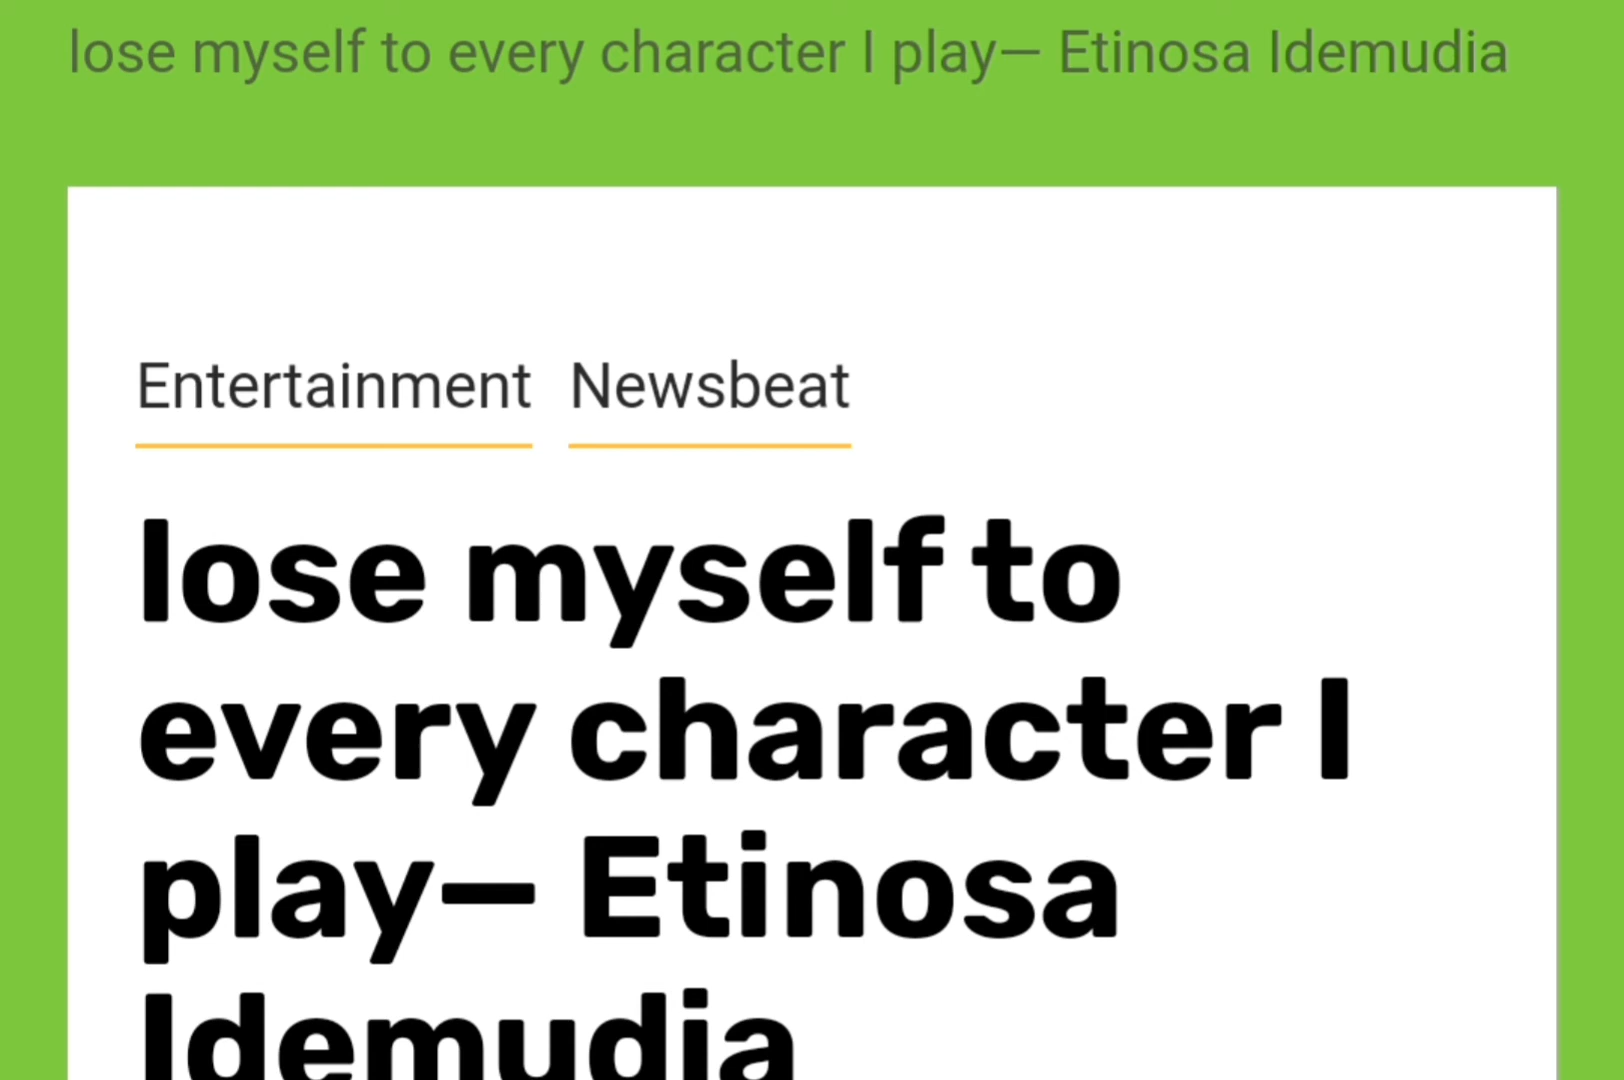 lose myself to every character I play— Etinosa Idemudia
Entertainment Newsbeat
lose myself to
every character I
play— Etinosa
Idemudia